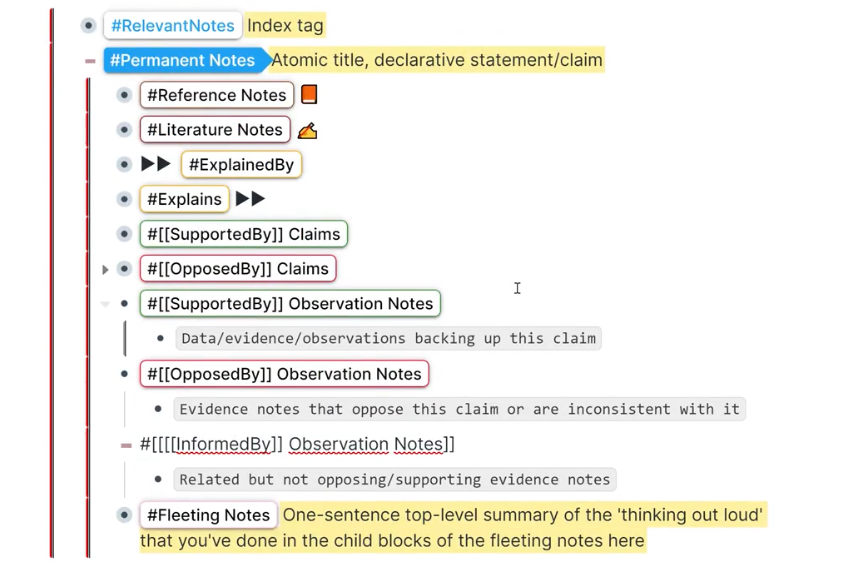 #RelevantNotes Index tag
#Permanent Notes Atomic title, declarative statement/claim
#Reference Notes
#Literature Notes
#ExplainedBy
#Explains
#[[SupportedBy]] Claims
#[[OpposedBy]] Claims
#[[SupportedBy]] Observation Notes
Data/evidence/observations backing up this claim
#[[OpposedBy]] Observation Notes
Evidence notes that oppose this claim or are inconsistent with it
#[[[[InformedBy]] Observation Notes]]
Related but not opposing/supporting evidence notes
#Fleeting Notes One-sentence top-level summary of the 'thinking out loud'
that you've done in the child blocks of the fleeting notes here